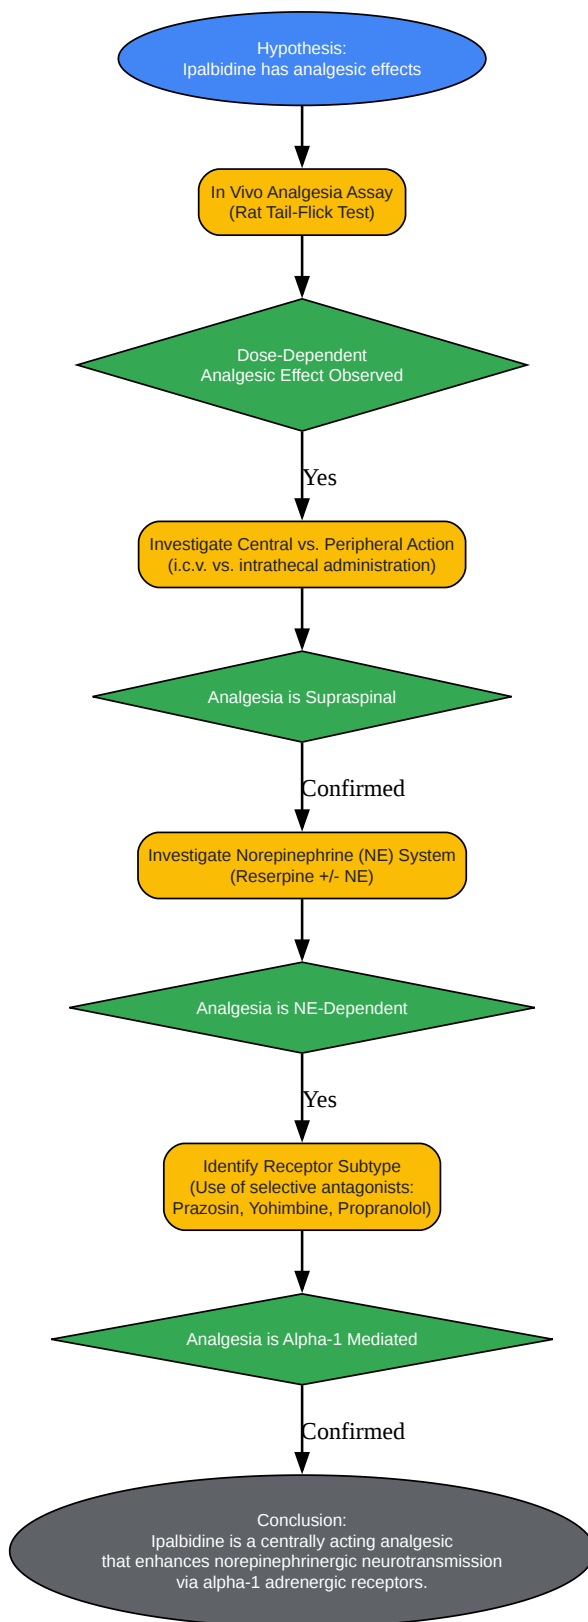 Hypothesis:
Ipalbidine has analgesic effects
In Vivo Analgesia Assay
(Rat Tail-Flick Test)
Dose-Dependent
Analgesic Effect Observed
Yes
Investigate Central vs. Peripheral Action
(i.c.v. vs. intrathecal administration)
Analgesia is Supraspinal
Confirmed
Investigate Norepinephrine (NE) System
(Reserpine +/- NE)
Analgesia is NE-Dependent
Yes
Identify Receptor Subtype
(Use of selective antagonists:
Prazosin, Yohimbine, Propranolol)
Analgesia is Alpha-1 Mediated
Confirmed
Conclusion:
Ipalbidine is a centrally acting analgesic
that enhances norepinephrinergic neurotransmission
via alpha-1 adrenergic receptors.